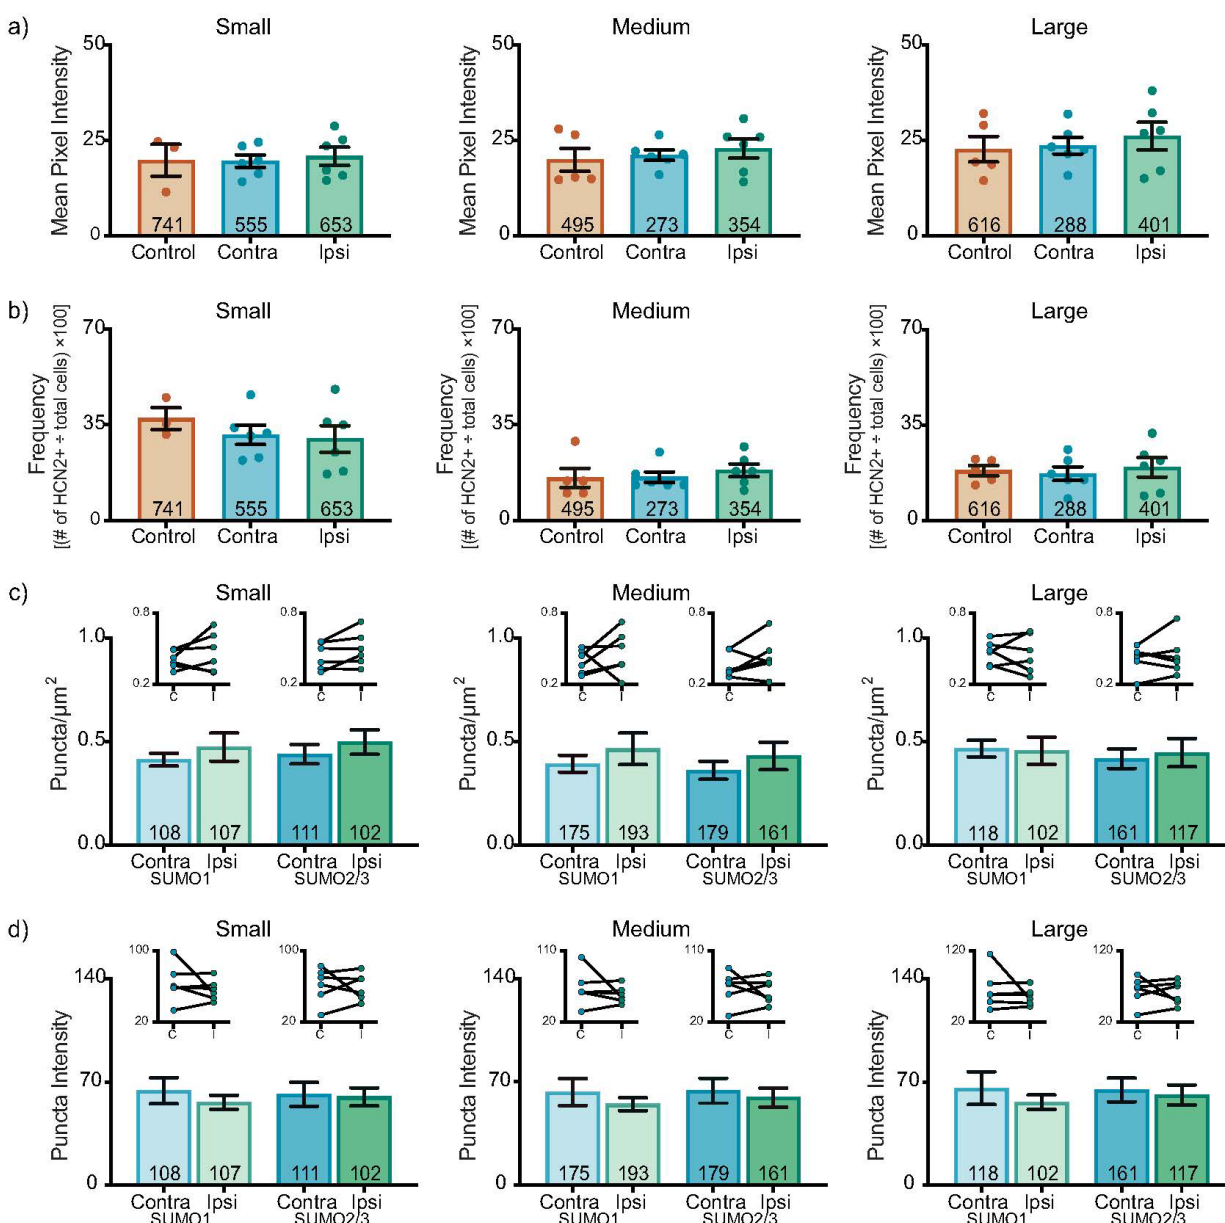 a)
Small
Medium
Large
Mean Pixel Intensity
50
25
0
741
555
653
Control
Contra
Ipsi
Mean Pixel Intensity
50
25
0
495
273
354
Control
Contra
Ipsi
Mean Pixel Intensity
50
25
0
616
288
401
Control
Contra
Ipsi
b)
Small
Medium
Large
Frequency
[(# of HCN2+ ÷ total cells) ×100]
70
35
0
741
555
653
Control
Contra
Ipsi
Frequency
[(# of HCN2+ ÷ total cells) ×100]
70
35
0
495
273
354
Control
Contra
Ipsi
Frequency
[(# of HCN2+ ÷ total cells) ×100]
70
35
0
616
288
401
Control
Contra
Ipsi
c)
Small
Medium
Large
Puncta/µm²
1.0
0.5
0.0
0.8
0.2
C
I
0.8
0.2
C
I
108
107
111
102
Contra Ipsi
SUMO1
Contra Ipsi
SUMO2/3
Puncta/µm²
1.0
0.5
0.0
0.8
0.2
C
I
0.8
0.2
C
I
175
193
179
161
Contra Ipsi
SUMO1
Contra Ipsi
SUMO2/3
Puncta/µm²
1.0
0.5
0.0
0.8
0.2
C
I
0.8
0.2
C
I
118
102
161
117
Contra Ipsi
SUMO1
Contra Ipsi
SUMO2/3
d)
Small
Medium
Large
Puncta Intensity
140
70
0
100
20
C
I
100
20
C
I
108
107
111
102
Contra Ipsi
SUMO1
Contra Ipsi
SUMO2/3
Puncta Intensity
140
70
0
110
20
C
I
110
20
C
I
175
193
179
161
Contra Ipsi
SUMO1
Contra Ipsi
SUMO2/3
Puncta Intensity
140
70
0
120
20
C
I
120
20
C
I
118
102
161
117
Contra Ipsi
SUMO1
Contra Ipsi
SUMO2/3